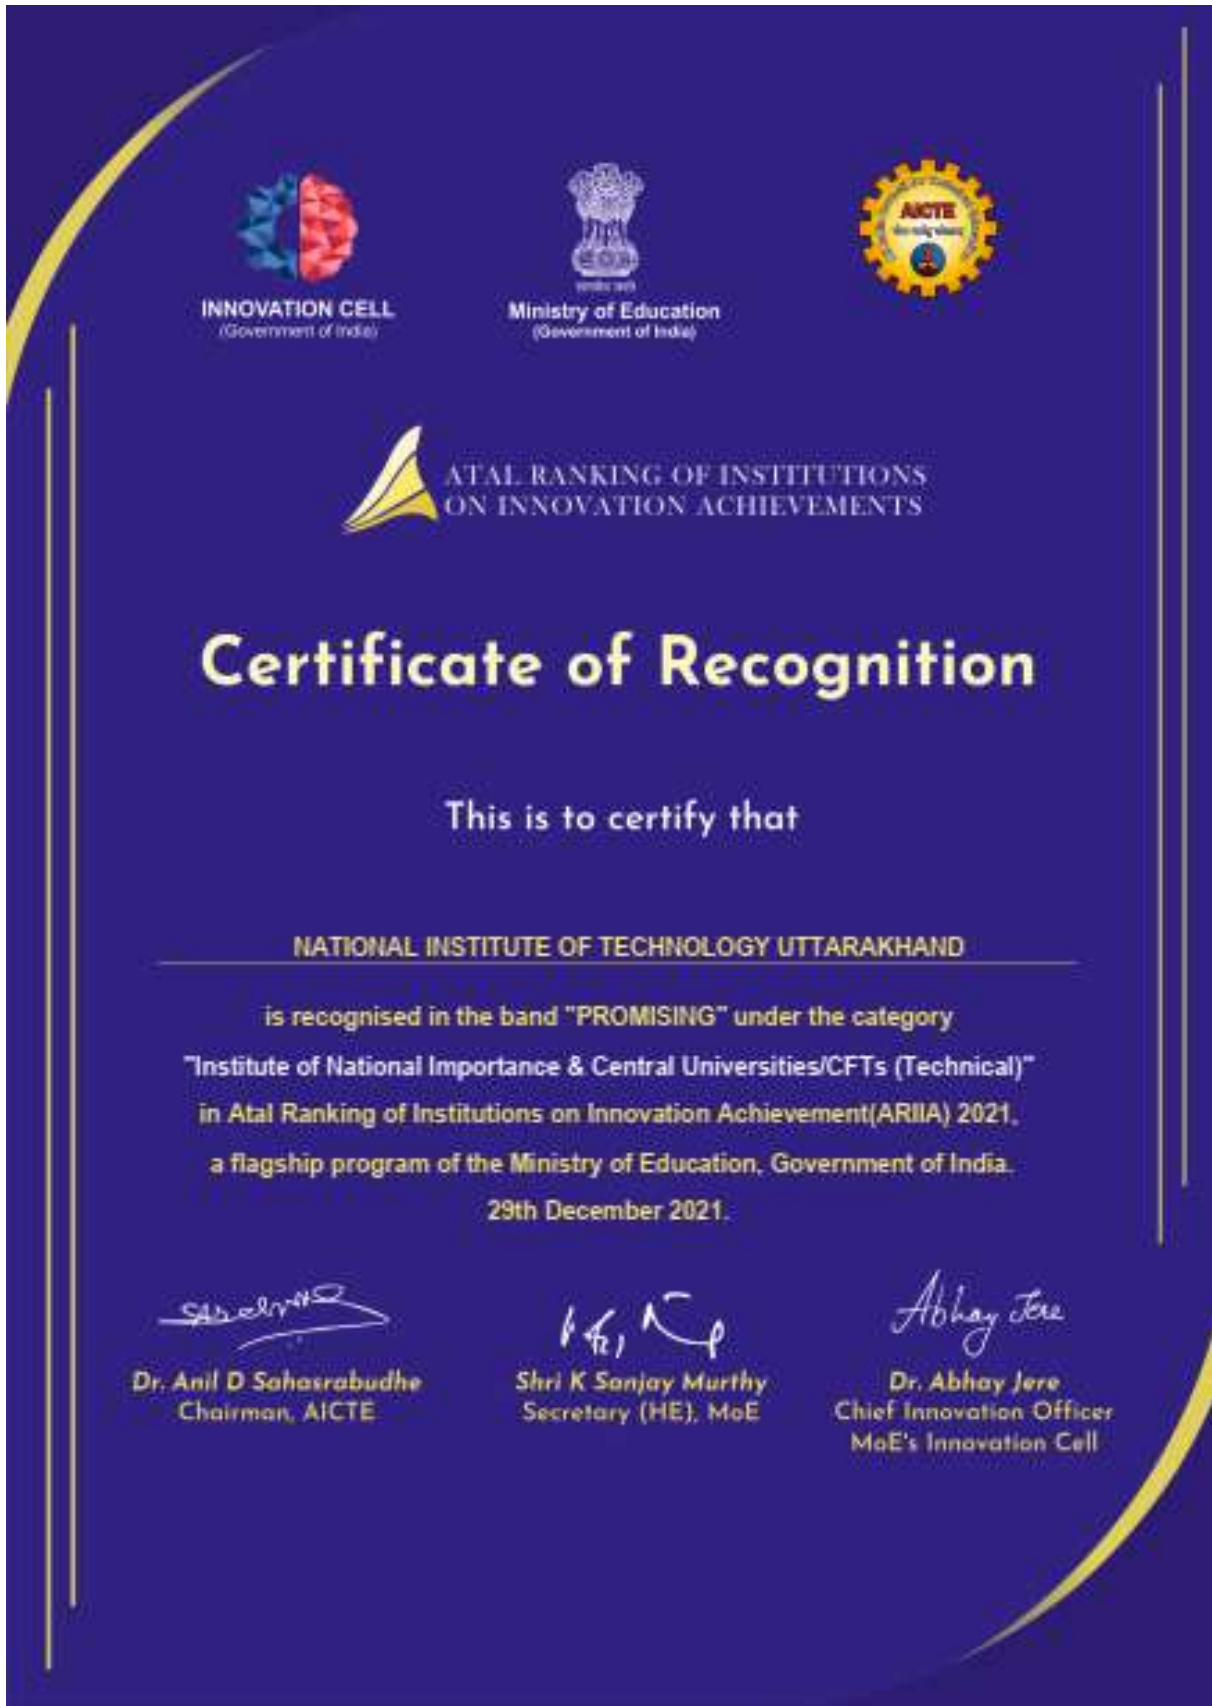 INNOVATION CELL
(Government of India)
Ministry of Education
(Government of India)
AICTE
ATAL RANKING OF INSTITUTIONS
ON INNOVATION ACHIEVEMENTS
Certificate of Recognition
This is to certify that
NATIONAL INSTITUTE OF TECHNOLOGY UTTARAKHAND
is recognised in the band "PROMISING" under the category
"Institute of National Importance & Central Universities/CFTs (Technical)"
in Atal Ranking of Institutions on Innovation Achievement(ARIIA) 2021,
a flagship program of the Ministry of Education, Government of India.
29th December 2021.
Abhay Jere
Dr. Anil D Sahasrabudhe
Chairman, AICTE
Shri K Sanjay Murthy
Secretary (HE), MoE
Dr. Abhay Jere
Chief Innovation Officer
MoE's Innovation Cell